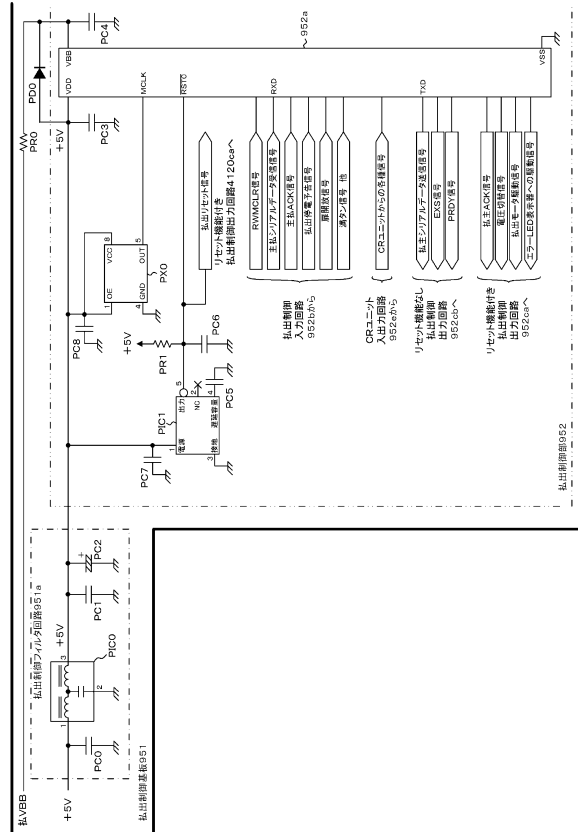 払VBB
+5V
払出制御基板951
払出制御フィルタ回路951a
PC0
1
PIC0
2
3
+5V
PC1
+
PC2
PC7
PIC1
1
電源
接地
3
5
出力
2
NC
4
遅延容量
PC5
PC6
PR1
+5V
PC8
1
OE
VCC
8
4
GND
OUT
5
PX0
PR0
PD0
+5V
PC3
PC4
VDD
VBB
MCLK
RSTC
RXD
TXD
VSS
952a
払出リセット信号
リセット機能付き
払出制御出力回路4120caへ
RWMCLR信号
主払シリアルデータ受信信号
主払ACK信号
払出停電予告信号
扉開放信号
満タン信号 他
払出制御
入力回路
952bから
CRユニットからの各種信号
CRユニット
入出力回路
952eから
払主シリアルデータ送信信号
EXS信号
PRDY信号
リセット機能なし
払出制御
出力回路
952cbへ
払主ACK信号
電圧切替信号
払出モータ駆動信号
エラーLED表示器への駆動信号
リセット機能付き
払出制御
出力回路
952caへ
払出制御部952